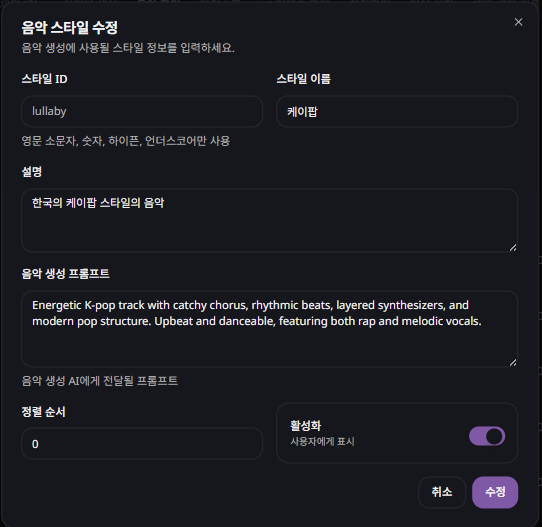 음악 스타일 수정
음악 생성에 사용될 스타일 정보를 입력하세요.
스타일 ID
스타일 이름
lullaby
케이팝
영문 소문자, 숫자, 하이픈, 언더스코어만 사용
설명
한국의 케이팝 스타일의 음악
음악 생성 프롬프트
Energetic K-pop track with catchy chorus, rhythmic beats, layered synthesizers, and
modern pop structure. Upbeat and danceable, featuring both rap and melodic vocals.
음악 생성 AI에게 전달될 프롬프트
정렬 순서
0
활성화
사용자에게 표시
취소
수정